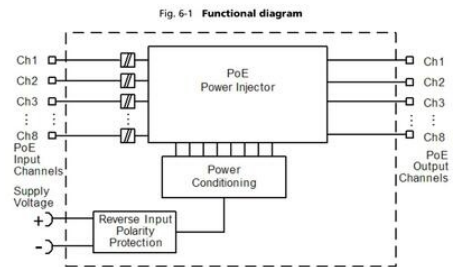 Fig. 6-1 Functional diagram
Ch1
Ch2
Ch3
Ch8
PoE
Input
Channels
Supply
Voltage
+
-
PoE
Power Injector
Power
Conditioning
Reverse Input
Polarity
Protection
Ch1
Ch2
Ch3
Ch8
PoE
Output
Channels